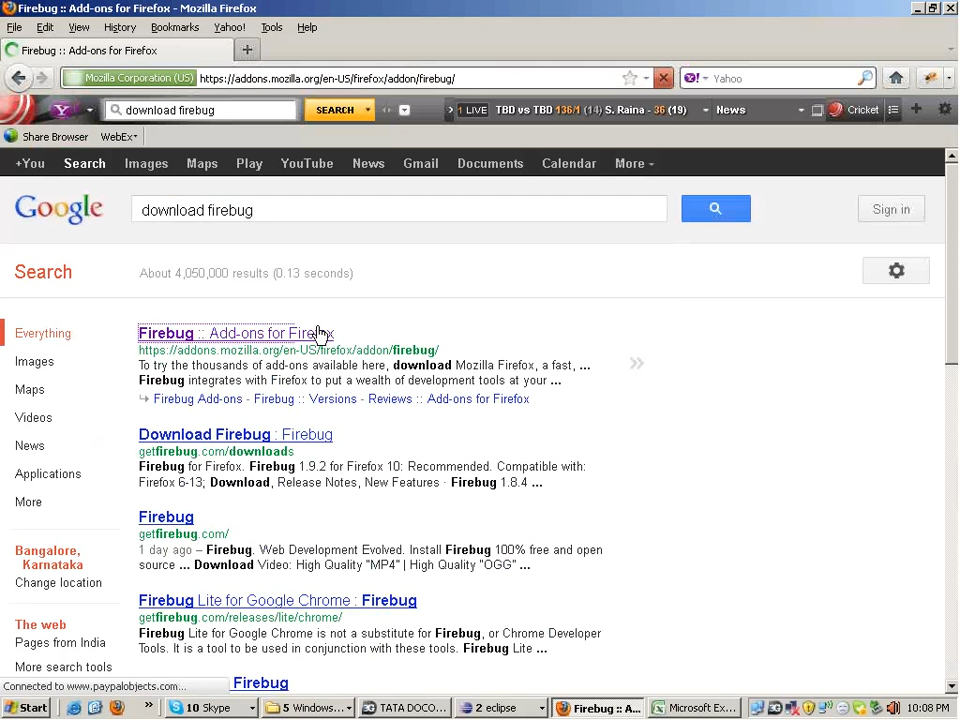 Firebug :: Add-ons for Firefox - Mozilla Firefox
File Edit View History Bookmarks Yahoo! Tools Help
Firebug :: Add-ons for Firefox
Mozilla Corporation (US) https://addons.mozilla.org/en-US/firefox/addon/firebug/ Yahoo
download firebug SEARCH LIVE TBD vs TBD 136/1 (14) S. Raina - 36 (19) News Cricket
Share Browser WebEx
+You Search Images Maps Play YouTube News Gmail Documents Calendar More
Google download firebug Sign in
Search About 4,050,000 results (0.13 seconds)
Everything
Images
Maps
Videos
News
Applications
More
Bangalore,
Karnataka
Change location
The web
Pages from India
More search tools
Firebug :: Add-ons for Firefox
https://addons.mozilla.org/en-US/firefox/addon/firebug/
To try the thousands of add-ons available here, download Mozilla Firefox, a fast, ...
Firebug integrates with Firefox to put a wealth of development tools at your ...
Firebug Add-ons - Firebug :: Versions - Reviews :: Add-ons for Firefox
Download Firebug : Firebug
getfirebug.com/downloads
Firebug for Firefox. Firebug 1.9.2 for Firefox 10: Recommended. Compatible with:
Firefox 6-13; Download, Release Notes, New Features · Firebug 1.8.4 ...
Firebug
getfirebug.com/
1 day ago – Firebug. Web Development Evolved. Install Firebug 100% free and open
source ... Download Video: High Quality "MP4" | High Quality "OGG" ...
Firebug Lite for Google Chrome : Firebug
getfirebug.com/releases/lite/chrome/
Firebug Lite for Google Chrome is not a substitute for Firebug, or Chrome Developer
Tools. It is a tool to be used in conjunction with these tools. Firebug Lite ...
Firebug
Connected to www.paypalobjects.com...
Start 10 Skype 5 Windows... TATA DOCO... 2 eclipse Firebug :: A... Microsoft Ex... 10:08 PM